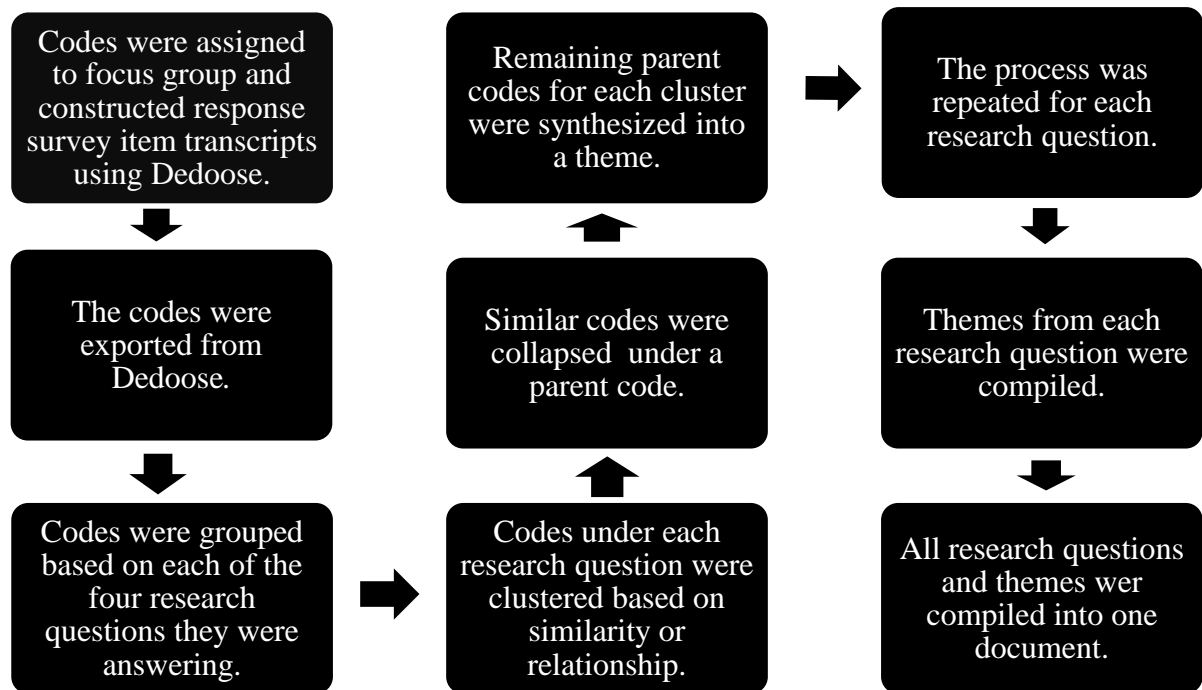 Codes were assigned
to focus group and
constructed response
survey item transcripts
using Dedoose.
The codes were
exported from
Dedoose.
Codes were grouped
based on each of the
four research
questions they were
answering.
Codes under each
research question were
clustered based on
similarity or
relationship.
Similar codes were
collapsed  under a
parent code.
Remaining parent
codes for each cluster
were synthesized into
a theme.
The process was
repeated for each
research question.
Themes from each
research question were
compiled.
All research questions
and themes wer
compiled into one
document.